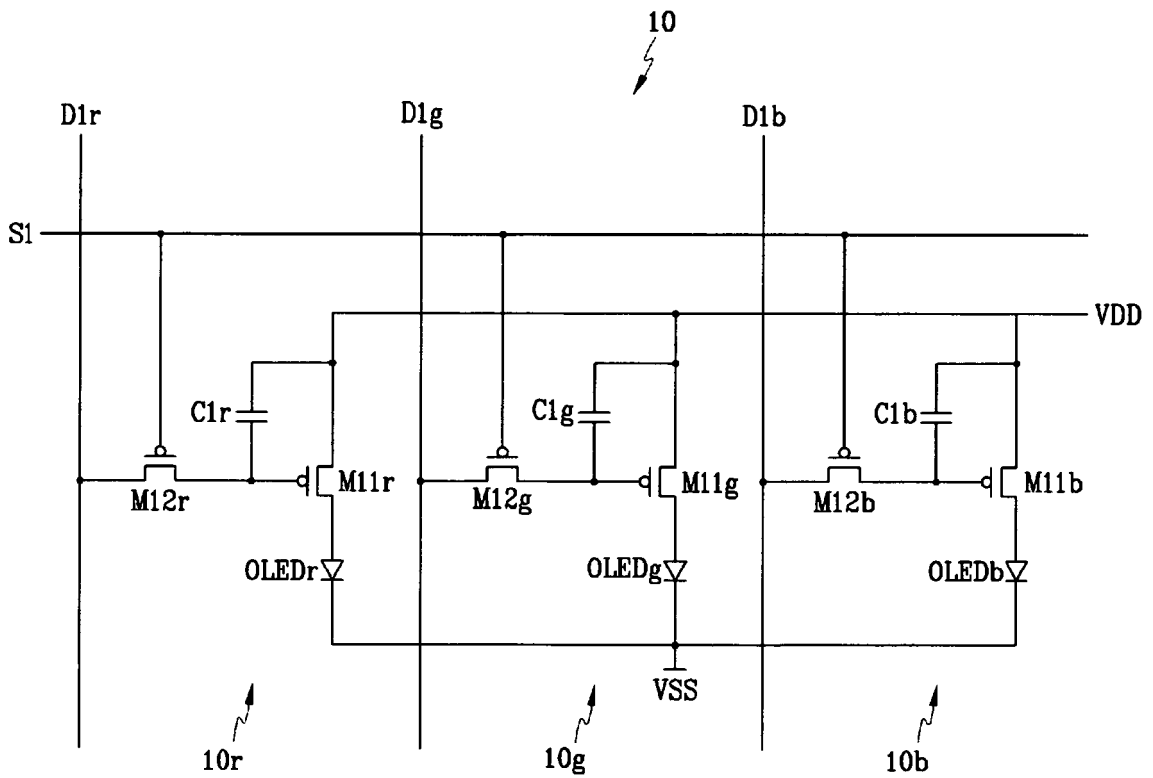 10
D1r D1g D1b
S1
VDD
C1r C1g C1b
M12r M11r M12g M11g M12b M11b
OLEDr OLEDg OLEDb
VSS
10r 10g 10b